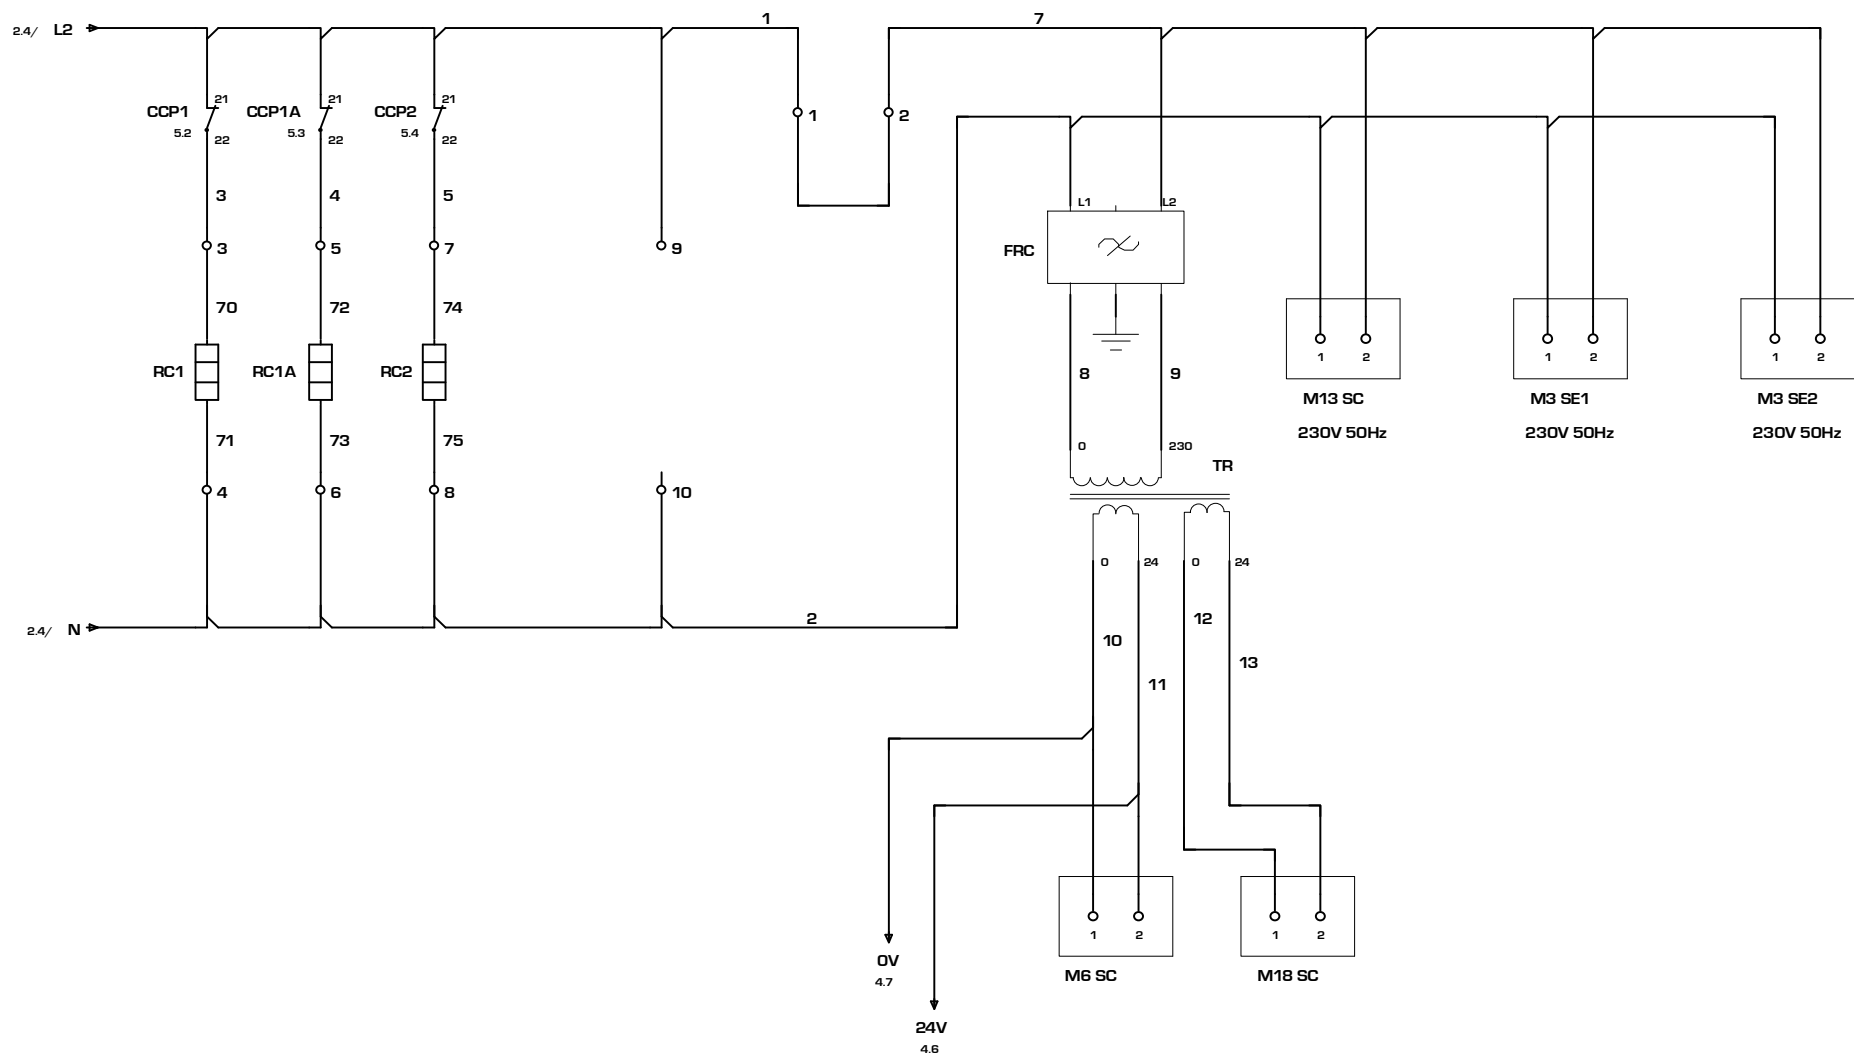 1 7
2.4/ L2
CCP1 21 CCP1A 21 CCP2 21
5.2 22 5.3 22 5.4 22
1 2
3 4 5
L1 L2
3 5 7 9
FRC
70 72 74
1 2 1 2 1 2
RC1 RC1A RC2
8 9
M13 SC M3 SE1 M3 SE2
230V 50Hz 230V 50Hz 230V 50Hz
71 73 75
0 230
TR
4 6 8 10
0 24 0 24
2 12
2.4/ N
10
13
11
1 2 1 2
0V
M6 SC M18 SC
4.7
24V
4.6